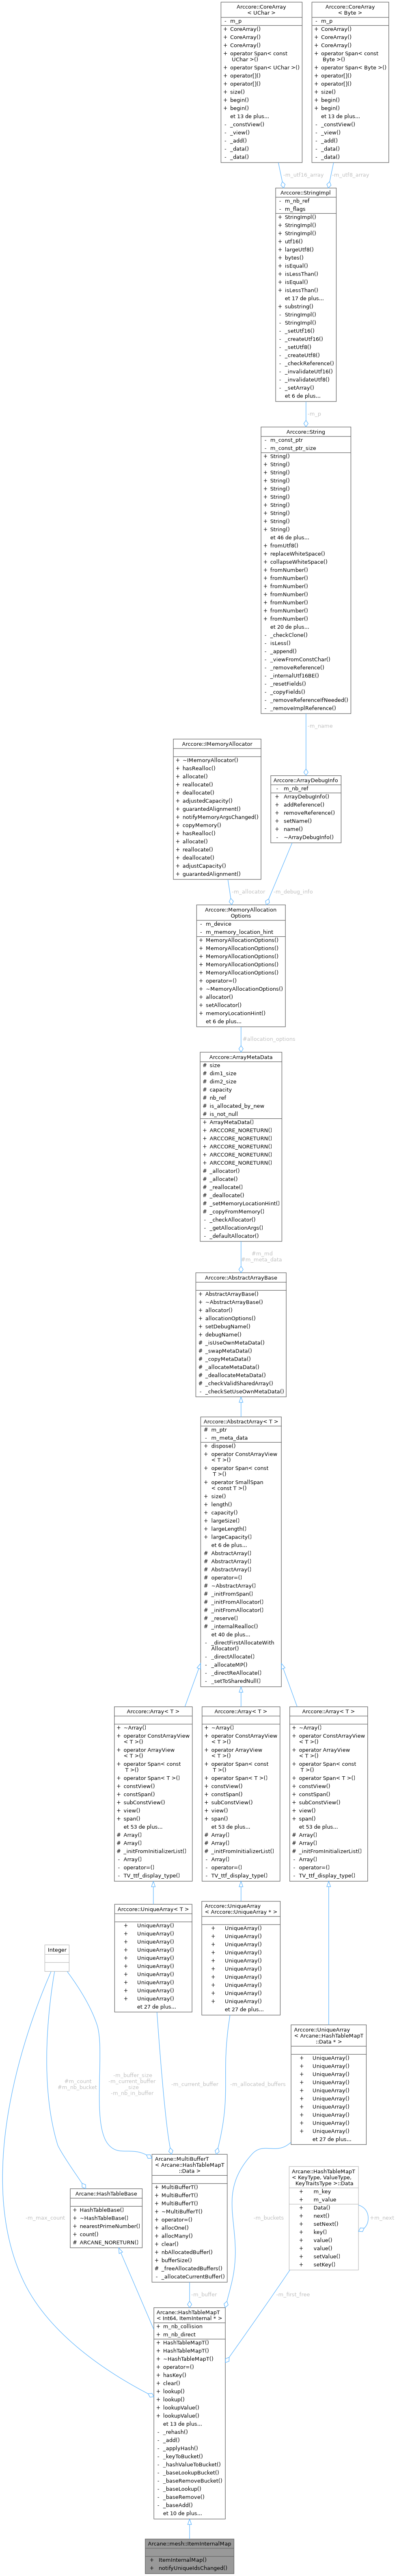 Arccore::CoreArray
< UChar >
- m_p
+ CoreArray()
+ CoreArray()
+ CoreArray()
+ operator Span< const
UChar >()
+ operator Span< UChar >()
+ operator[]()
+ operator[]()
+ size()
+ begin()
+ begin()
et 13 de plus...
- _constView()
- _view()
- _add()
- _data()
- _data()
Arccore::CoreArray
< Byte >
- m_p
+ CoreArray()
+ CoreArray()
+ CoreArray()
+ operator Span< const
Byte >()
+ operator Span< Byte >()
+ operator[]()
+ operator[]()
+ size()
+ begin()
+ begin()
et 13 de plus...
- _constView()
- _view()
- _add()
- _data()
- _data()
-m_utf16_array
-m_utf8_array
Arccore::StringImpl
- m_nb_ref
- m_flags
+ StringImpl()
+ StringImpl()
+ StringImpl()
+ utf16()
+ largeUtf8()
+ bytes()
+ isEqual()
+ isLessThan()
+ isEqual()
+ isLessThan()
et 17 de plus...
+ substring()
- StringImpl()
- StringImpl()
- _setUtf16()
- _createUtf16()
- _setUtf8()
- _createUtf8()
- _checkReference()
- _invalidateUtf16()
- _invalidateUtf8()
- _setArray()
et 6 de plus...
-m_p
Arccore::String
- m_const_ptr
- m_const_ptr_size
+ String()
+ String()
+ String()
+ String()
+ String()
+ String()
+ String()
+ String()
+ String()
+ String()
et 46 de plus...
+ fromUtf8()
+ replaceWhiteSpace()
+ collapseWhiteSpace()
+ fromNumber()
+ fromNumber()
+ fromNumber()
+ fromNumber()
+ fromNumber()
+ fromNumber()
+ fromNumber()
et 20 de plus...
- _checkClone()
- isLess()
- _append()
- _viewFromConstChar()
- _removeReference()
- _internalUtf16BE()
- _resetFields()
- _copyFields()
- _removeReferenceIfNeeded()
- _removeImplReference()
-m_name
Arccore::IMemoryAllocator
+ ~IMemoryAllocator()
+ hasRealloc()
+ allocate()
+ reallocate()
+ deallocate()
+ adjustedCapacity()
+ guarantedAlignment()
+ notifyMemoryArgsChanged()
+ copyMemory()
+ hasRealloc()
+ allocate()
+ reallocate()
+ deallocate()
+ adjustCapacity()
+ guarantedAlignment()
Arccore::ArrayDebugInfo
- m_nb_ref
+ ArrayDebugInfo()
+ addReference()
+ removeReference()
+ setName()
+ name()
- ~ArrayDebugInfo()
-m_allocator
-m_debug_info
Arccore::MemoryAllocation
Options
- m_device
- m_memory_location_hint
+ MemoryAllocationOptions()
+ MemoryAllocationOptions()
+ MemoryAllocationOptions()
+ MemoryAllocationOptions()
+ MemoryAllocationOptions()
+ operator=()
+ ~MemoryAllocationOptions()
+ allocator()
+ setAllocator()
+ memoryLocationHint()
et 6 de plus...
#allocation_options
Arccore::ArrayMetaData
# size
# dim1_size
# dim2_size
# capacity
# nb_ref
# is_allocated_by_new
# is_not_null
+ ArrayMetaData()
+ ARCCORE_NORETURN()
+ ARCCORE_NORETURN()
+ ARCCORE_NORETURN()
+ ARCCORE_NORETURN()
+ ARCCORE_NORETURN()
# _allocator()
# _allocate()
# _reallocate()
# _deallocate()
# _setMemoryLocationHint()
# _copyFromMemory()
- _checkAllocator()
- _getAllocationArgs()
- _defaultAllocator()
#m_md
#m_meta_data
Arccore::AbstractArrayBase
+ AbstractArrayBase()
+ ~AbstractArrayBase()
+ allocator()
+ allocationOptions()
+ setDebugName()
+ debugName()
# _isUseOwnMetaData()
# _swapMetaData()
# _copyMetaData()
# _allocateMetaData()
# _deallocateMetaData()
# _checkValidSharedArray()
- _checkSetUseOwnMetaData()
Arccore::AbstractArray< T >
# m_ptr
- m_meta_data
+ dispose()
+ operator ConstArrayView
< T >()
+ operator Span< const
T >()
+ operator SmallSpan
< const T >()
+ size()
+ length()
+ capacity()
+ largeSize()
+ largeLength()
+ largeCapacity()
et 6 de plus...
# AbstractArray()
# AbstractArray()
# AbstractArray()
# operator=()
# ~AbstractArray()
# _initFromSpan()
# _initFromAllocator()
# _initFromAllocator()
# _reserve()
# _internalRealloc()
et 40 de plus...
- _directFirstAllocateWith
Allocator()
- _directAllocate()
- _allocateMP()
- _directReAllocate()
- _setToSharedNull()
Arccore::Array< T >
+ ~Array()
+ operator ConstArrayView
< T >()
+ operator ArrayView
< T >()
+ operator Span< const
T >()
+ operator Span< T >()
+ constView()
+ constSpan()
+ subConstView()
+ view()
+ span()
et 53 de plus...
# Array()
# Array()
# _initFromInitializerList()
- Array()
- operator=()
- TV_ttf_display_type()
Arccore::Array< T >
+ ~Array()
+ operator ConstArrayView
< T >()
+ operator ArrayView
< T >()
+ operator Span< const
T >()
+ operator Span< T >()
+ constView()
+ constSpan()
+ subConstView()
+ view()
+ span()
et 53 de plus...
# Array()
# Array()
# _initFromInitializerList()
- Array()
- operator=()
- TV_ttf_display_type()
Arccore::Array< T >
+ ~Array()
+ operator ConstArrayView
< T >()
+ operator ArrayView
< T >()
+ operator Span< const
T >()
+ operator Span< T >()
+ constView()
+ constSpan()
+ subConstView()
+ view()
+ span()
et 53 de plus...
# Array()
# Array()
# _initFromInitializerList()
- Array()
- operator=()
- TV_ttf_display_type()
Arccore::UniqueArray< T >
+ UniqueArray()
+ UniqueArray()
+ UniqueArray()
+ UniqueArray()
+ UniqueArray()
+ UniqueArray()
+ UniqueArray()
+ UniqueArray()
+ UniqueArray()
+ UniqueArray()
et 27 de plus...
Arccore::UniqueArray
< Arccore::UniqueArray * >
+ UniqueArray()
+ UniqueArray()
+ UniqueArray()
+ UniqueArray()
+ UniqueArray()
+ UniqueArray()
+ UniqueArray()
+ UniqueArray()
+ UniqueArray()
+ UniqueArray()
et 27 de plus...
Integer
Arccore::UniqueArray
< Arcane::HashTableMapT
::Data * >
+ UniqueArray()
+ UniqueArray()
+ UniqueArray()
+ UniqueArray()
+ UniqueArray()
+ UniqueArray()
+ UniqueArray()
+ UniqueArray()
+ UniqueArray()
+ UniqueArray()
et 27 de plus...
#m_count
#m_nb_bucket
-m_buffer_size
-m_current_buffer
_size
-m_nb_in_buffer
-m_current_buffer
-m_allocated_buffers
Arcane::MultiBufferT
< Arcane::HashTableMapT
::Data >
+ MultiBufferT()
+ MultiBufferT()
+ MultiBufferT()
+ ~MultiBufferT()
+ operator=()
+ allocOne()
+ allocMany()
+ clear()
+ nbAllocatedBuffer()
+ bufferSize()
# _freeAllocatedBuffers()
- _allocateCurrentBuffer()
Arcane::HashTableMapT
< KeyType, ValueType,
KeyTraitsType >::Data
+ m_key
+ m_value
+ Data()
+ next()
+ setNext()
+ key()
+ value()
+ value()
+ setValue()
+ setKey()
+m_next
Arcane::HashTableBase
+ HashTableBase()
+ ~HashTableBase()
+ nearestPrimeNumber()
+ count()
# ARCANE_NORETURN()
-m_max_count
-m_buckets
-m_buffer
-m_first_free
Arcane::HashTableMapT
< Int64, ItemInternal * >
+ m_nb_collision
+ m_nb_direct
+ HashTableMapT()
+ HashTableMapT()
+ ~HashTableMapT()
+ operator=()
+ hasKey()
+ clear()
+ lookup()
+ lookup()
+ lookupValue()
+ lookupValue()
et 13 de plus...
- _rehash()
- _add()
- _applyHash()
- _keyToBucket()
- _hashValueToBucket()
- _baseLookupBucket()
- _baseRemoveBucket()
- _baseLookup()
- _baseRemove()
- _baseAdd()
et 10 de plus...
Arcane::mesh::ItemInternalMap
+ ItemInternalMap()
+ notifyUniqueIdsChanged()